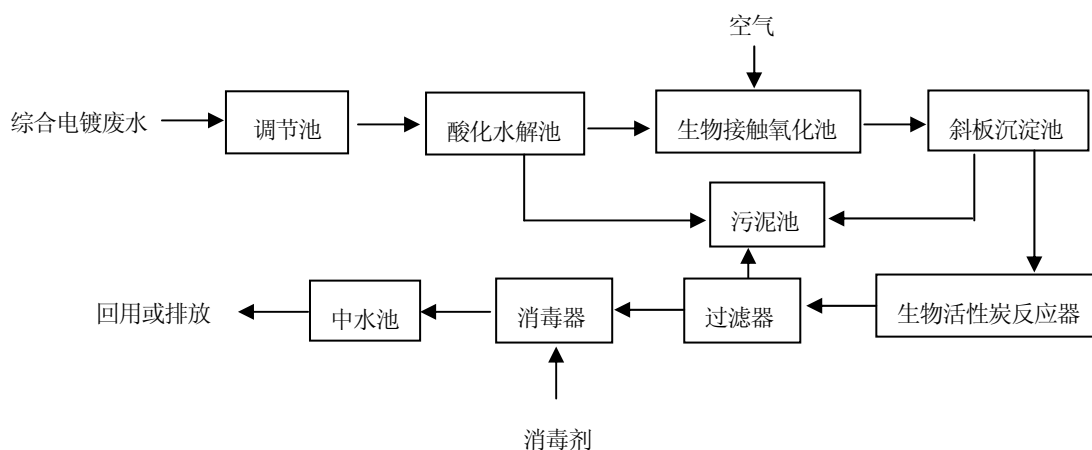 空气
综合电镀废水
调节池
酸化水解池
生物接触氧化池
斜板沉淀池
污泥池
回用或排放
中水池
消毒器
过滤器
生物活性炭反应器
消毒剂